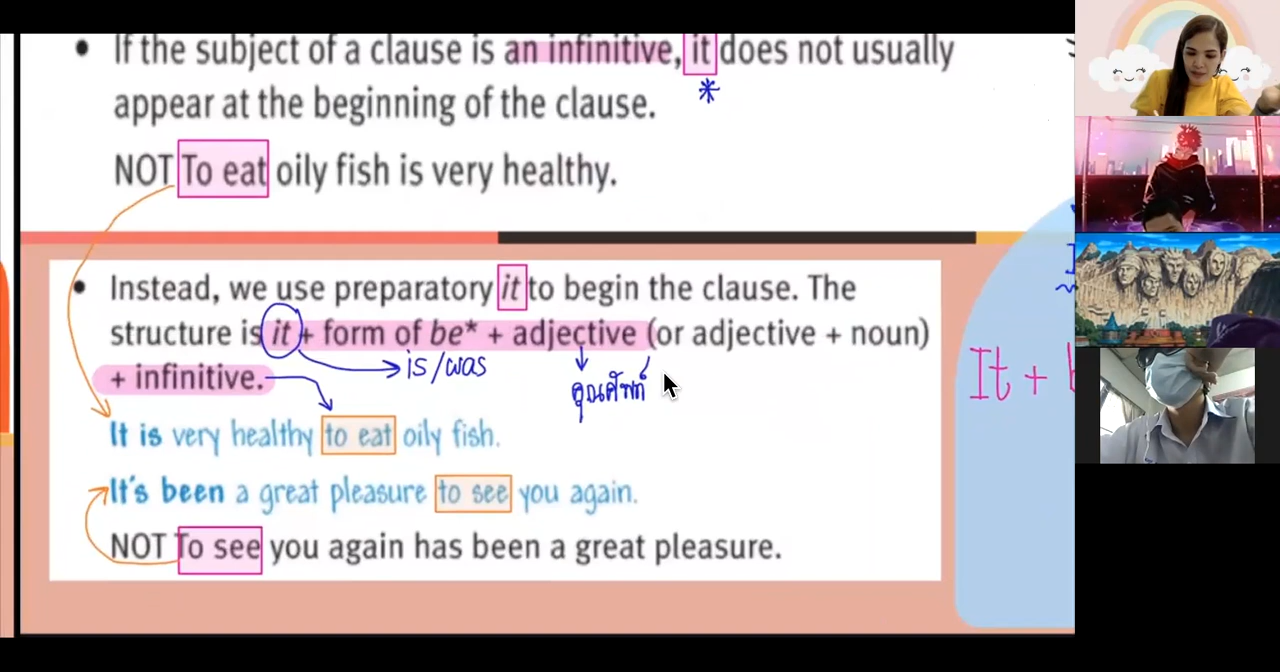 • If the subject of a clause is an infinitive, it does not usually
*
appear at the beginning of the clause.
NOT To eat oily fish is very healthy.
• Instead, we use preparatory it to begin the clause. The
structure is it + form of be* + adjective (or adjective + noun)
+ infinitive.
is/was
คุณศัพท์
It +
It is very healthy to eat oily fish.
It's been a great pleasure to see you again.
NOT To see you again has been a great pleasure.